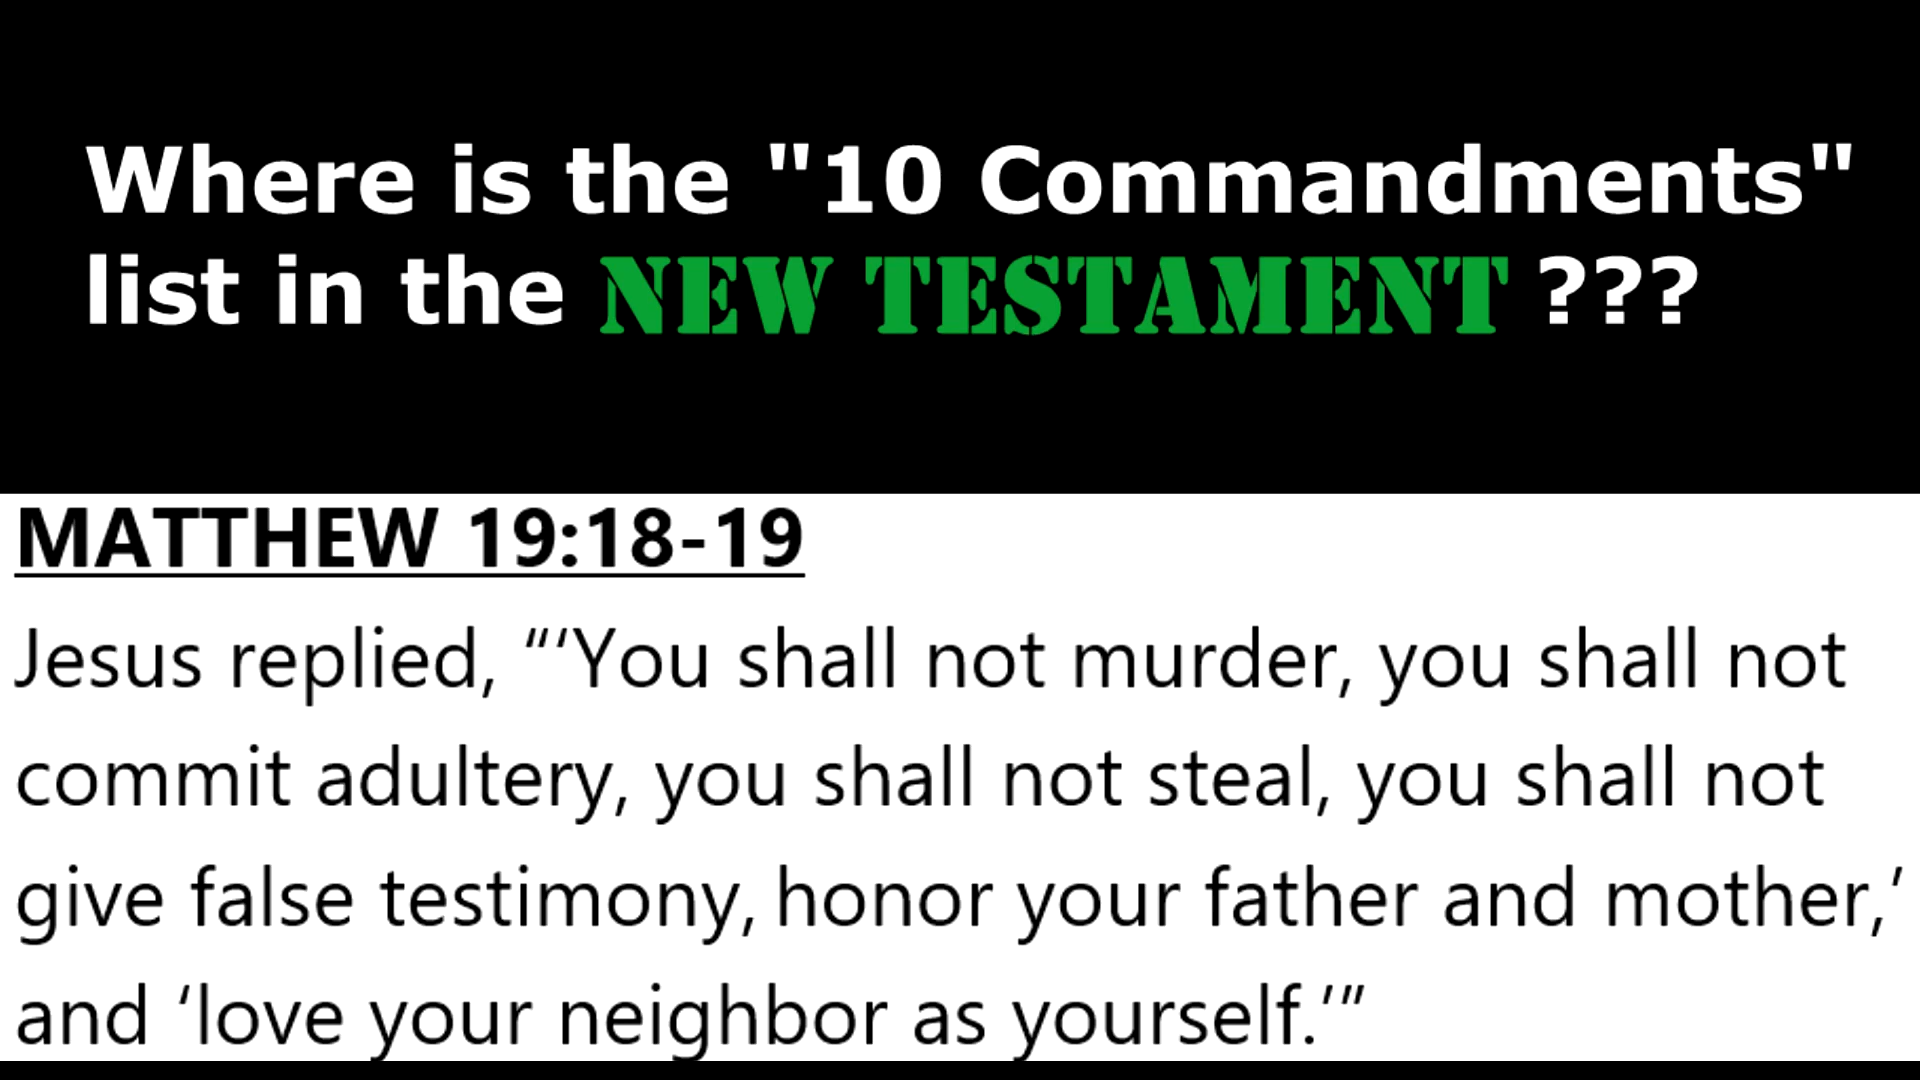 Where is the "10 Commandments"
list in the NEW TESTAMENT ???
MATTHEW 19:18-19
Jesus replied, “‘You shall not murder, you shall not
commit adultery, you shall not steal, you shall not
give false testimony, honor your father and mother,’
and ‘love your neighbor as yourself.’”